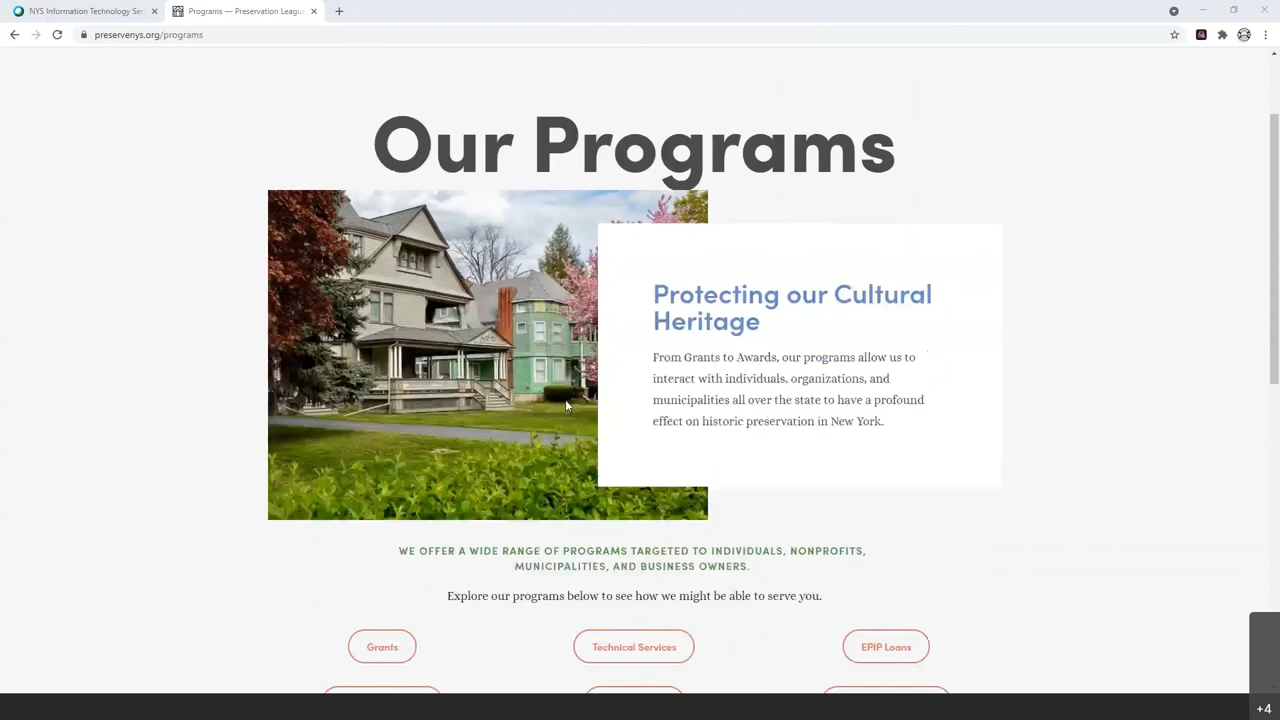 NYS Information Technology Ser
Programs — Preservation Leagu
preservenys.org/programs
Our Programs
Protecting our Cultural
Heritage
From Grants to Awards, our programs allow us to
interact with individuals, organizations, and
municipalities all over the state to have a profound
effect on historic preservation in New York.
WE OFFER A WIDE RANGE OF PROGRAMS TARGETED TO INDIVIDUALS, NONPROFITS,
MUNICIPALITIES, AND BUSINESS OWNERS.
Explore our programs below to see how we might be able to serve you.
Grants
Technical Services
EPIP Loans
+4